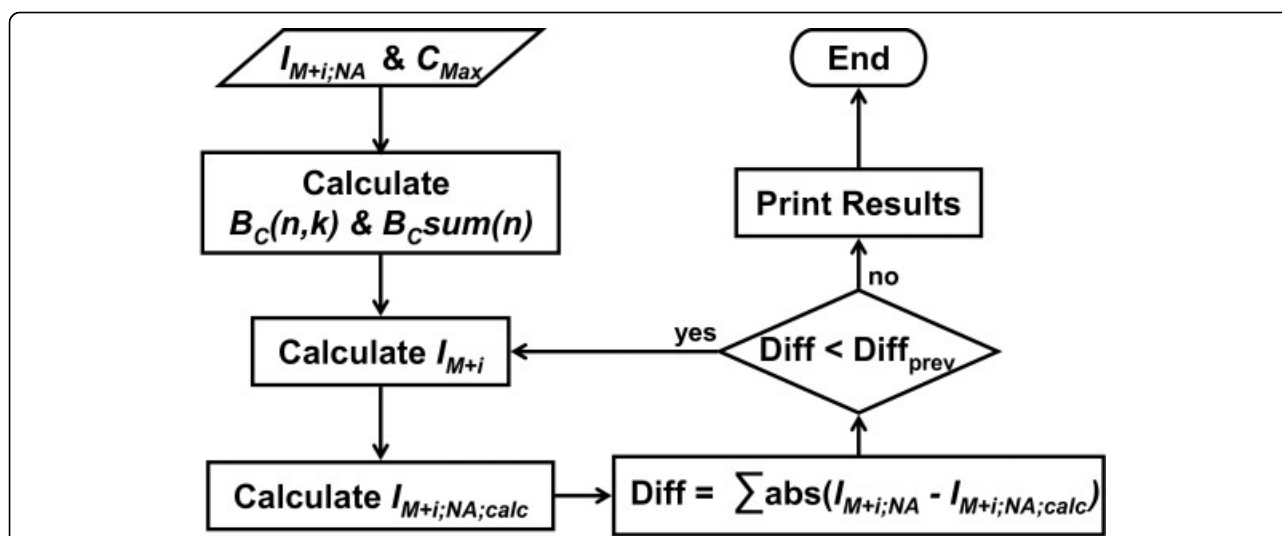 I_{M+i;NA} & C_{Max}
Calculate
B_C(n,k) & B_Csum(n)
Calculate I_{M+i}
Calculate I_{M+i;NA;calc}
Diff = ∑abs(I_{M+i;NA} - I_{M+i;NA;calc})
Diff < Diff_{prev}
yes
no
Print Results
End